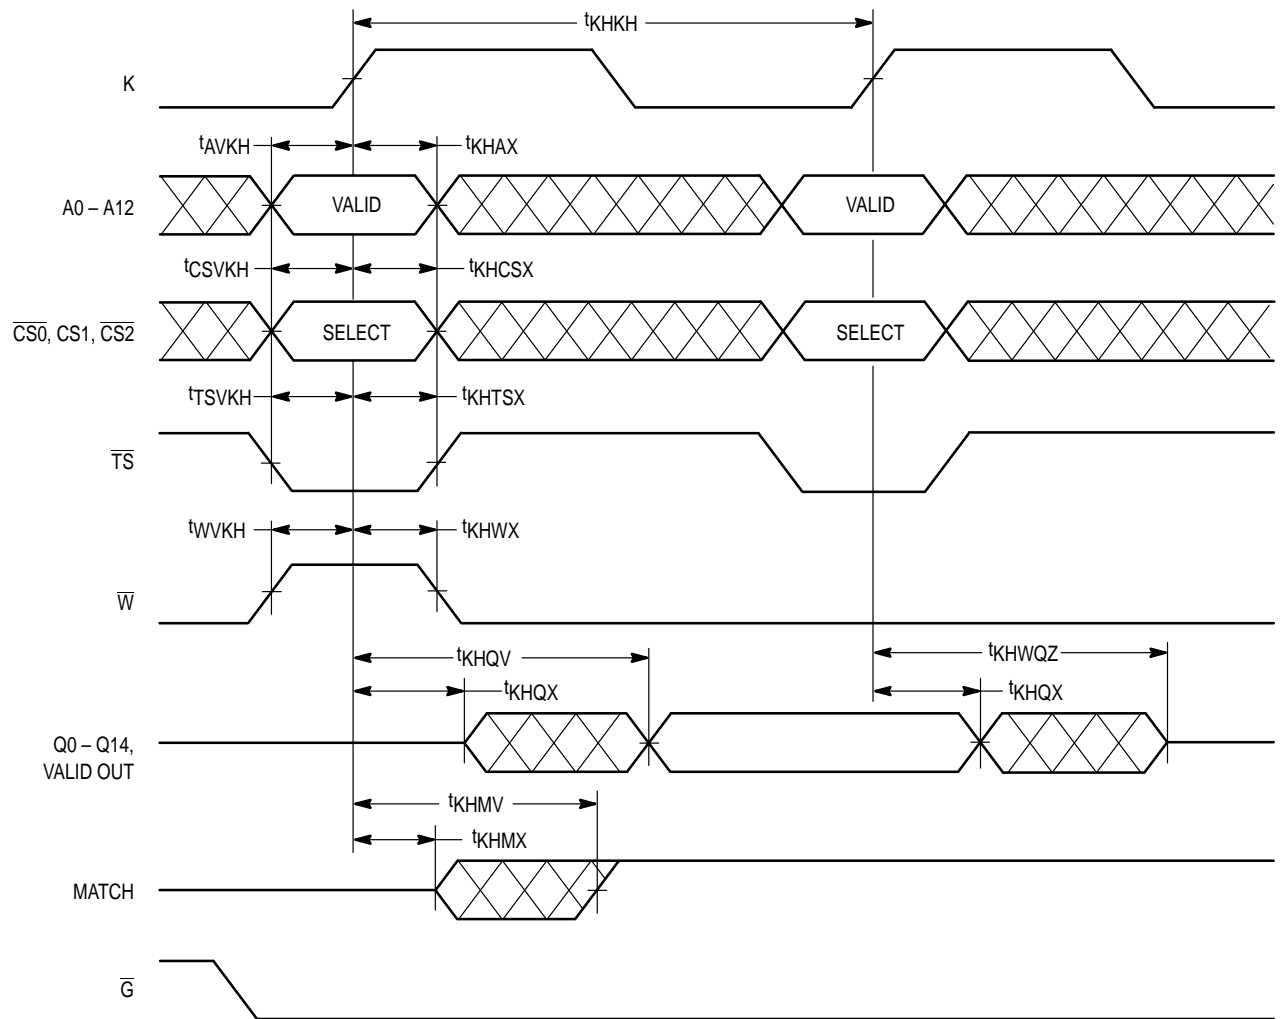 tKHKH
K
tAVKH
tKHAX
A0 – A12
VALID
VALID
tCSVKH
tKHCSX
CS0, CS1, CS2
SELECT
SELECT
tTSVKH
tKHTSX
TS
tWVKH
tKHWX
W
tKHQV
tKHWQZ
tKHQX
tKHQX
Q0 – Q14,
VALID OUT
tKHMV
tKHMX
MATCH
G